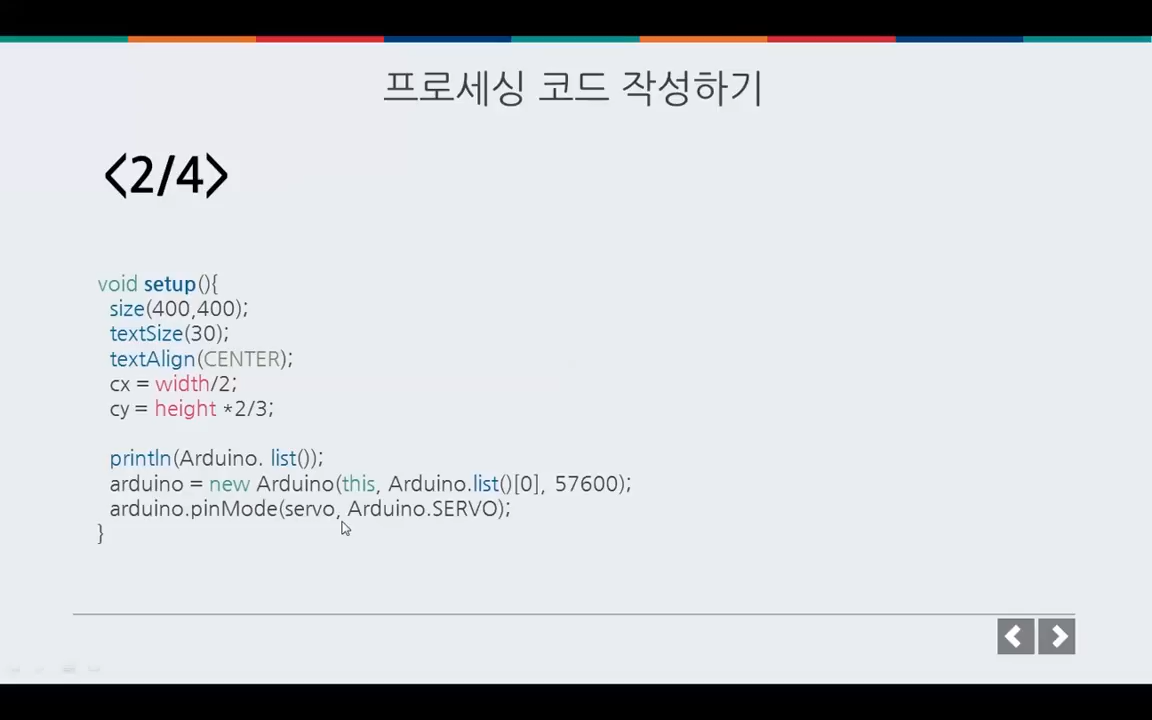 프로세싱 코드 작성하기
<2/4>
void setup(){
size(400,400);
textSize(30);
textAlign(CENTER);
cx = width/2;
cy = height *2/3;
println(Arduino. list());
arduino = new Arduino(this, Arduino.list()[0], 57600);
arduino.pinMode(servo, Arduino.SERVO);
}